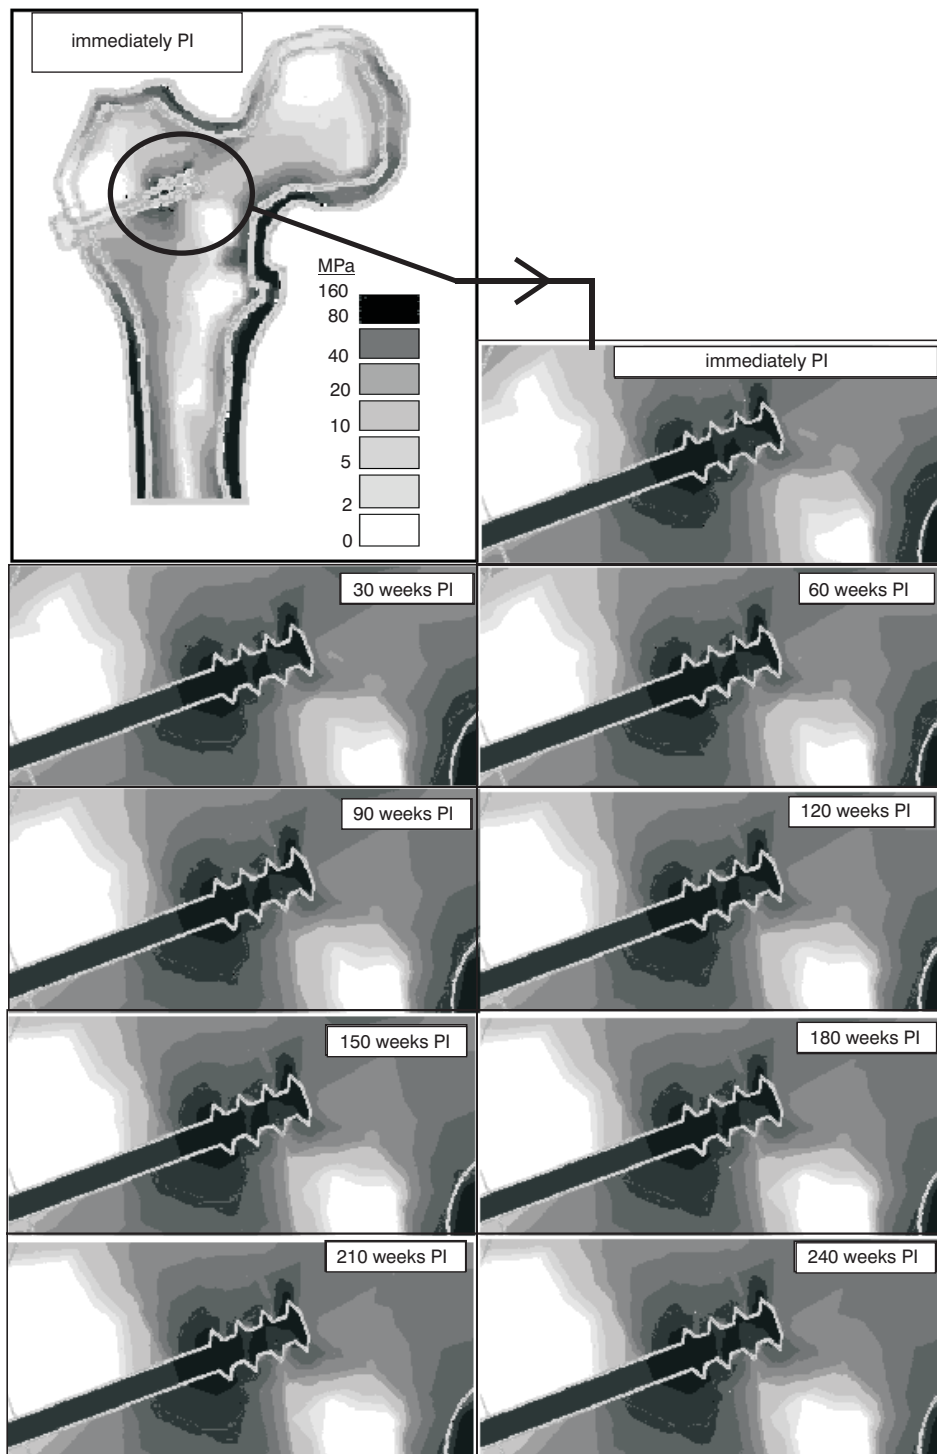 immediately PI
MPa
160
80
40
20
10
5
2
0
immediately PI
30 weeks PI
60 weeks PI
90 weeks PI
120 weeks PI
150 weeks PI
180 weeks PI
210 weeks PI
240 weeks PI